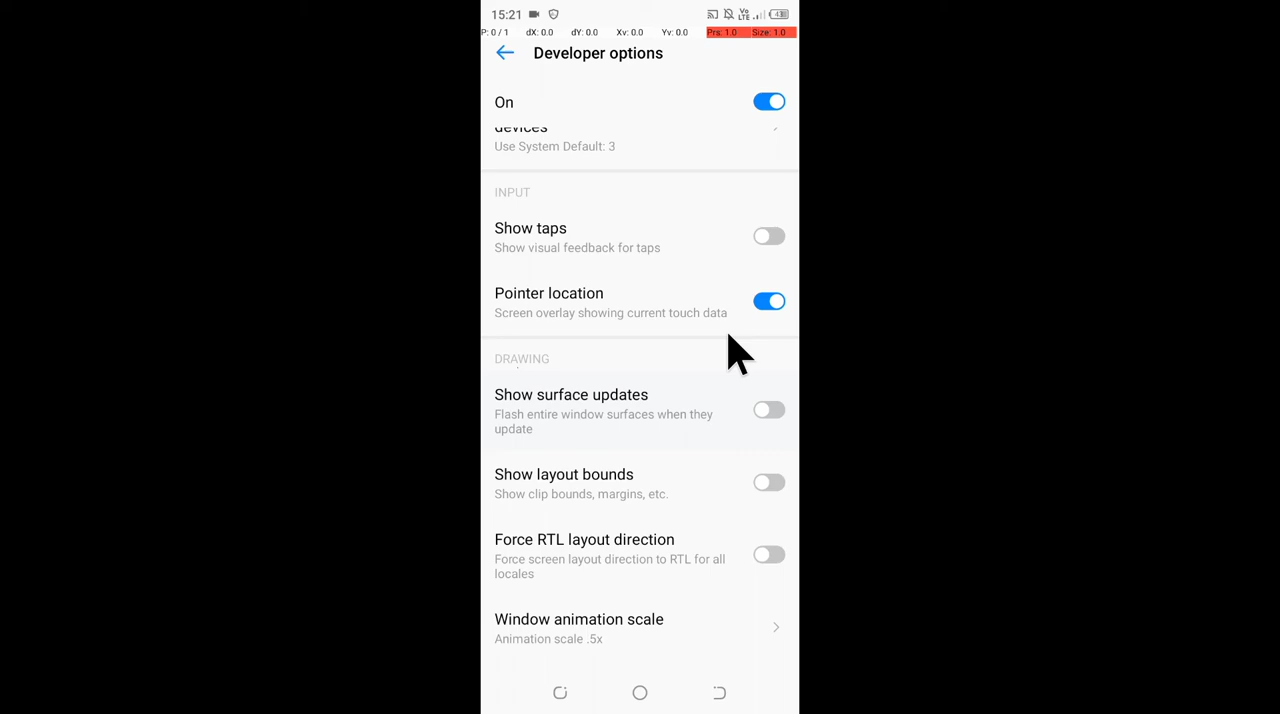 15:21 Vo LTE 43
P: 0 / 1 dX: 0.0 dY: 0.0 Xv: 0.0 Yv: 0.0 Prs: 1.0 Size: 1.0
Developer options
On
devices
Use System Default: 3
INPUT
Show taps
Show visual feedback for taps
Pointer location
Screen overlay showing current touch data
DRAWING
Show surface updates
Flash entire window surfaces when they
update
Show layout bounds
Show clip bounds, margins, etc.
Force RTL layout direction
Force screen layout direction to RTL for all
locales
Window animation scale
Animation scale .5x